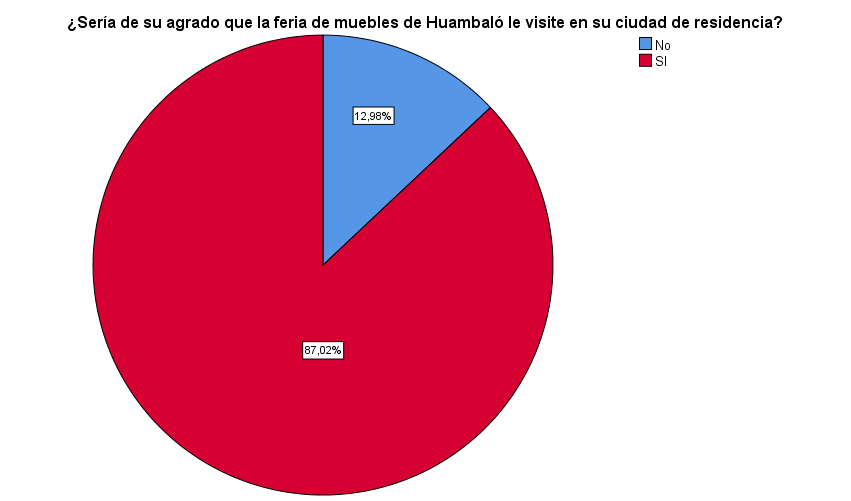 ¿Sería de su agrado que la feria de muebles de Huambaló le visite en su ciudad de residencia?
No
SI
12,98%
87,02%